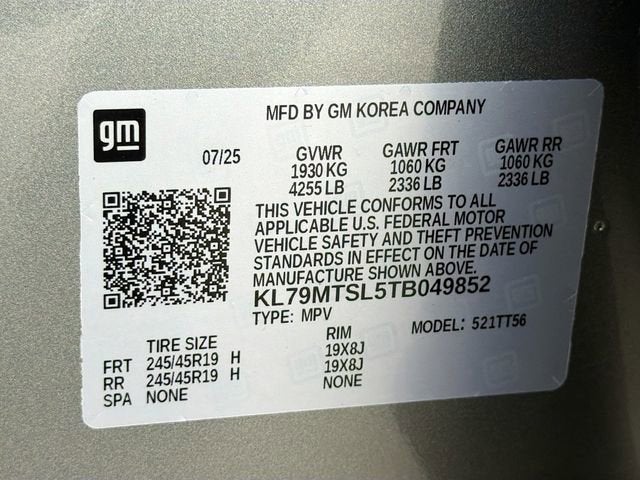 gm
MFD BY GM KOREA COMPANY
07/25
GVWR GAWR FRT GAWR RR
1930 KG 1060 KG 1060 KG
4255 LB 2336 LB 2336 LB
THIS VEHICLE CONFORMS TO ALL
APPLICABLE U.S. FEDERAL MOTOR
VEHICLE SAFETY AND THEFT PREVENTION
STANDARDS IN EFFECT ON THE DATE OF
MANUFACTURE SHOWN ABOVE.
KL79MTSL5TB049852
TYPE: MPV MODEL: 521TT56
TIRE SIZE RIM
FRT 245/45R19 H 19X8J
RR 245/45R19 H 19X8J
SPA NONE NONE